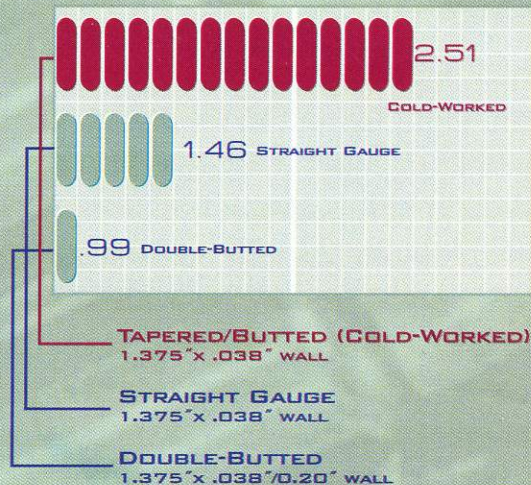 2.51
COLD-WORKED
1.46 STRAIGHT GAUGE
.99 DOUBLE-BUTTED
TAPERED/BUTTED (COLD-WORKED)
1.375"x .038" WALL
STRAIGHT GAUGE
1.375"x .038" WALL
DOUBLE-BUTTED
1.375"x .038"/0.20" WALL